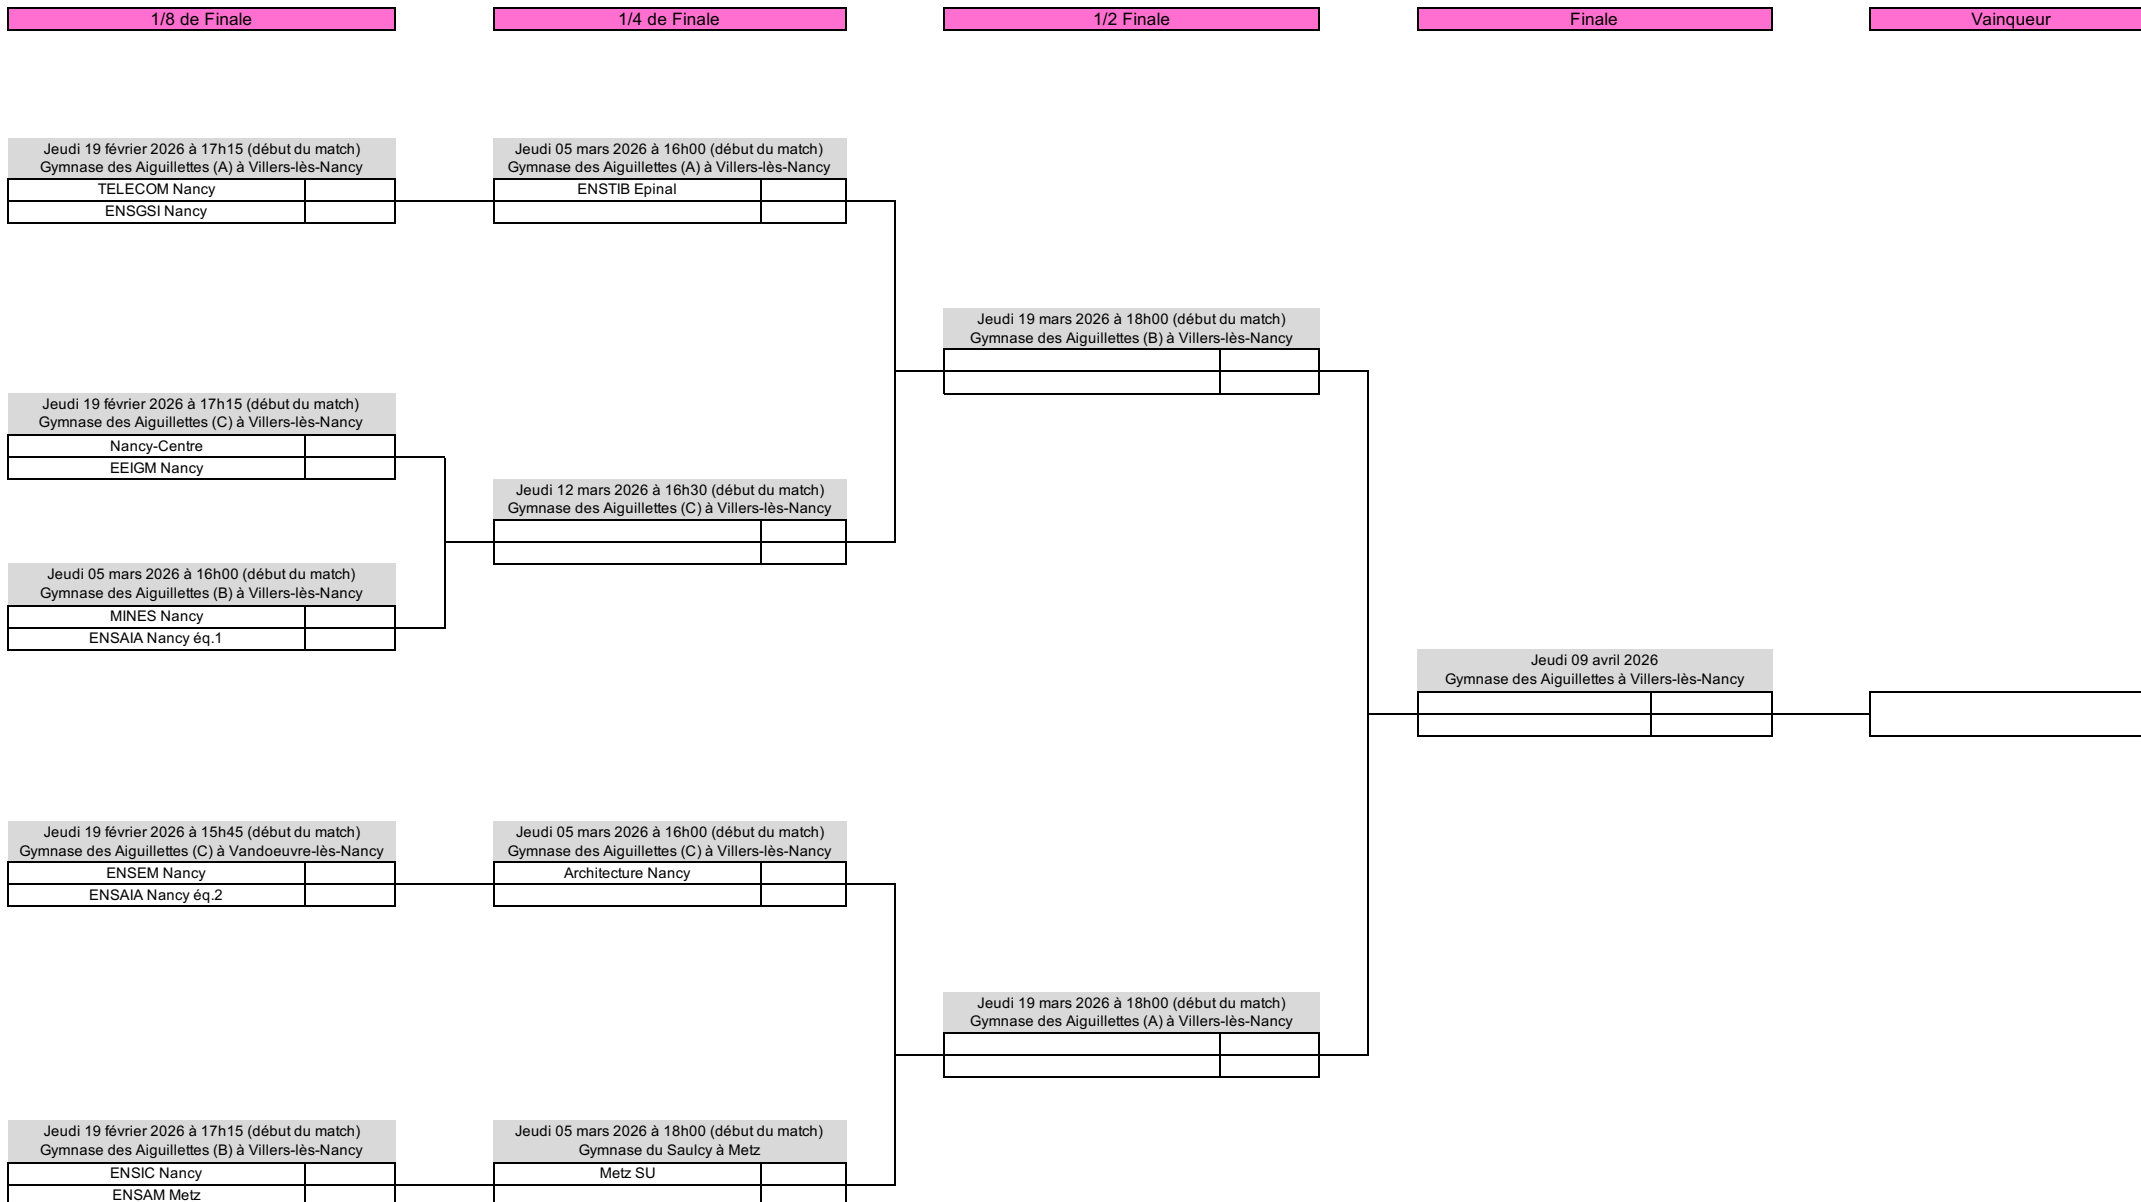 1/8 de Finale
1/4 de Finale
1/2 Finale
Finale
Vainqueur
Jeudi 19 février 2026 à 17h15 (début du match)
Gymnase des Aiguillettes (A) à Villers-lès-Nancy
TELECOM Nancy
ENSGSI Nancy
Jeudi 05 mars 2026 à 16h00 (début du match)
Gymnase des Aiguillettes (A) à Villers-lès-Nancy
ENSTIB Epinal
Jeudi 19 mars 2026 à 18h00 (début du match)
Gymnase des Aiguillettes (B) à Villers-lès-Nancy
Jeudi 19 février 2026 à 17h15 (début du match)
Gymnase des Aiguillettes (C) à Villers-lès-Nancy
Nancy-Centre
EEIGM Nancy
Jeudi 12 mars 2026 à 16h30 (début du match)
Gymnase des Aiguillettes (C) à Villers-lès-Nancy
Jeudi 05 mars 2026 à 16h00 (début du match)
Gymnase des Aiguillettes (B) à Villers-lès-Nancy
MINES Nancy
ENSAIA Nancy éq.1
Jeudi 09 avril 2026
Gymnase des Aiguillettes à Villers-lès-Nancy
Jeudi 19 février 2026 à 15h45 (début du match)
Gymnase des Aiguillettes (C) à Vandoeuvre-lès-Nancy
ENSEM Nancy
ENSAIA Nancy éq.2
Jeudi 05 mars 2026 à 16h00 (début du match)
Gymnase des Aiguillettes (C) à Villers-lès-Nancy
Architecture Nancy
Jeudi 19 mars 2026 à 18h00 (début du match)
Gymnase des Aiguillettes (A) à Villers-lès-Nancy
Jeudi 19 février 2026 à 17h15 (début du match)
Gymnase des Aiguillettes (B) à Villers-lès-Nancy
ENSIC Nancy
ENSAM Metz
Jeudi 05 mars 2026 à 18h00 (début du match)
Gymnase du Saulcy à Metz
Metz SU